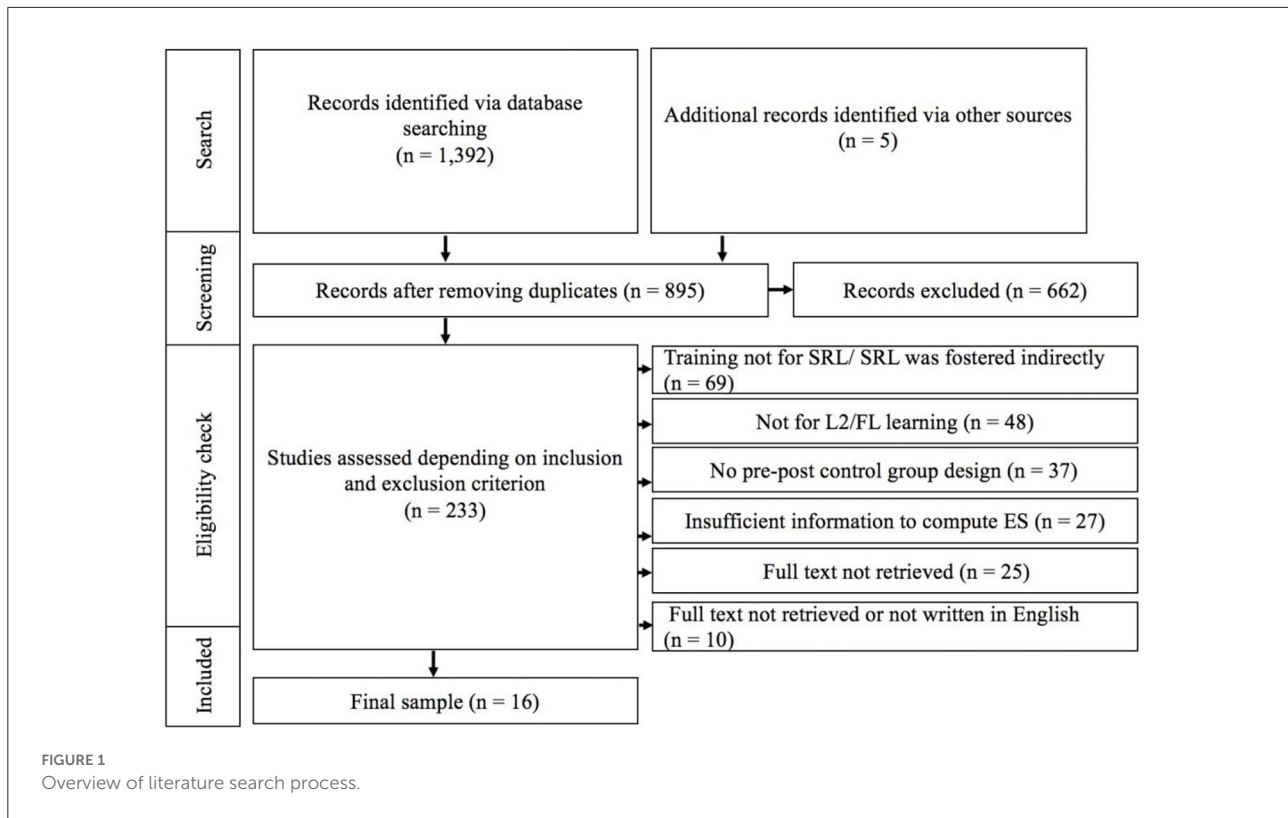 Search
Records identified via database
searching
(n = 1,392)
Additional records identified via other sources
(n = 5)
Screening
Records after removing duplicates (n = 895)
Records excluded (n = 662)
Eligibility check
Studies assessed depending on inclusion
and exclusion criterion
(n = 233)
Training not for SRL/ SRL was fostered indirectly
(n = 69)
Not for L2/FL learning (n = 48)
No pre-post control group design (n = 37)
Insufficient information to compute ES (n = 27)
Full text not retrieved (n = 25)
Full text not retrieved or not written in English
(n = 10)
Included
Final sample (n = 16)
FIGURE 1
Overview of literature search process.